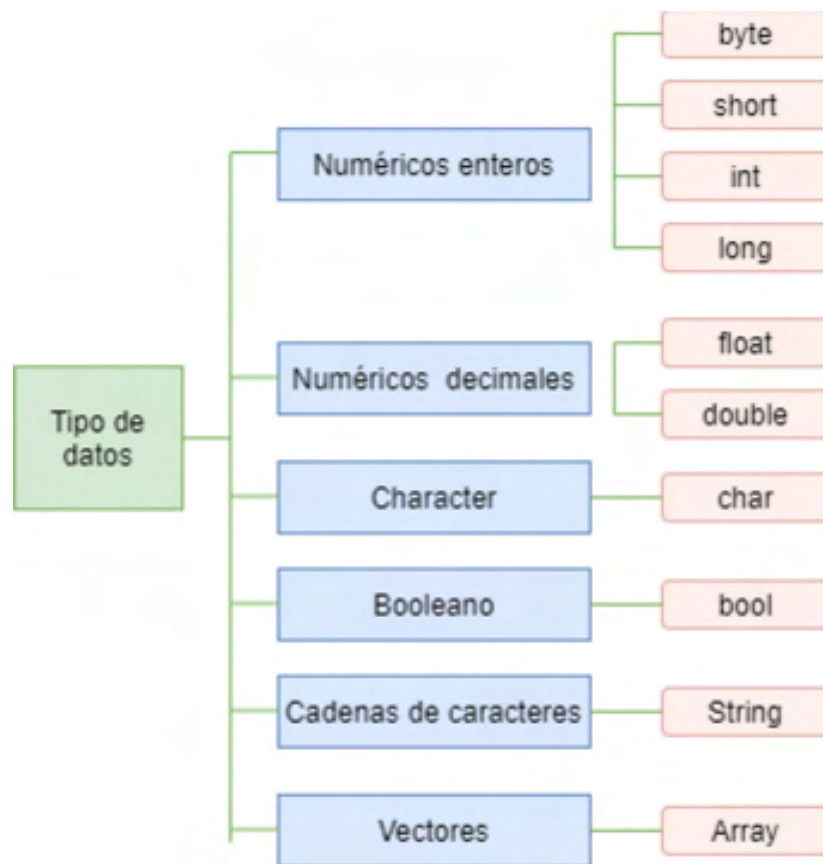 Tipo de
datos
Numéricos enteros
byte
short
int
long
Numéricos decimales
float
double
Character
char
Booleano
bool
Cadenas de caracteres
String
Vectores
Array